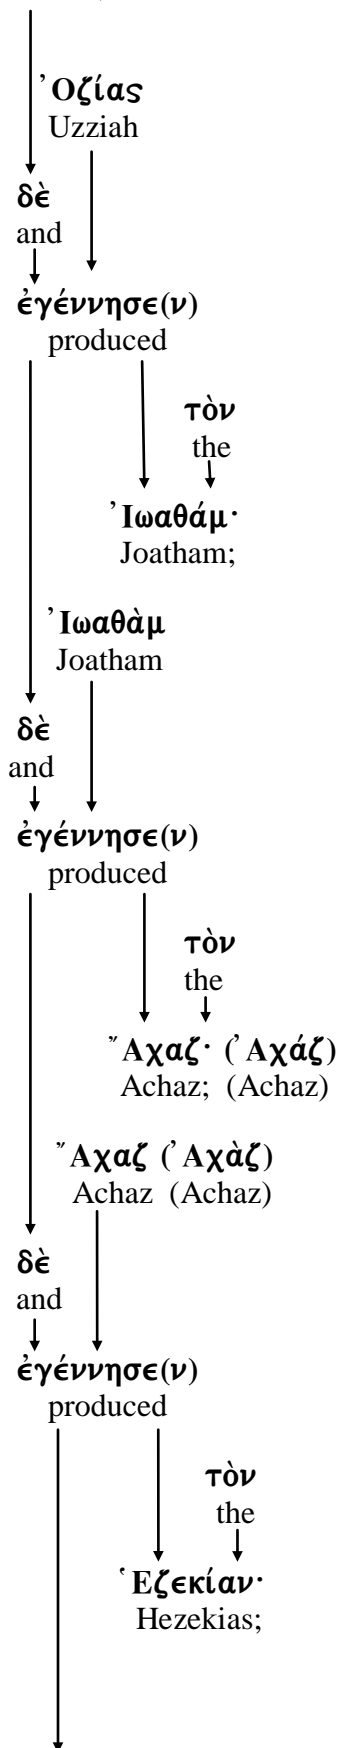 Ὀζίας
Uzziah
δὲ
and
ἐγέννησε(ν)
produced
τὸν
the
Ἰωαθάμ·
Joatham;
Ἰωαθὰμ
Joatham
δὲ
and
ἐγέννησε(ν)
produced
τὸν
the
Ἄχαζ· (Ἀχάζ)
Achaz; (Achaz)
Ἄχαζ (Ἀχὰζ)
Achaz (Achaz)
δὲ
and
ἐγέννησε(ν)
produced
τὸν
the
Ἑζεκίαν·
Hezekias;